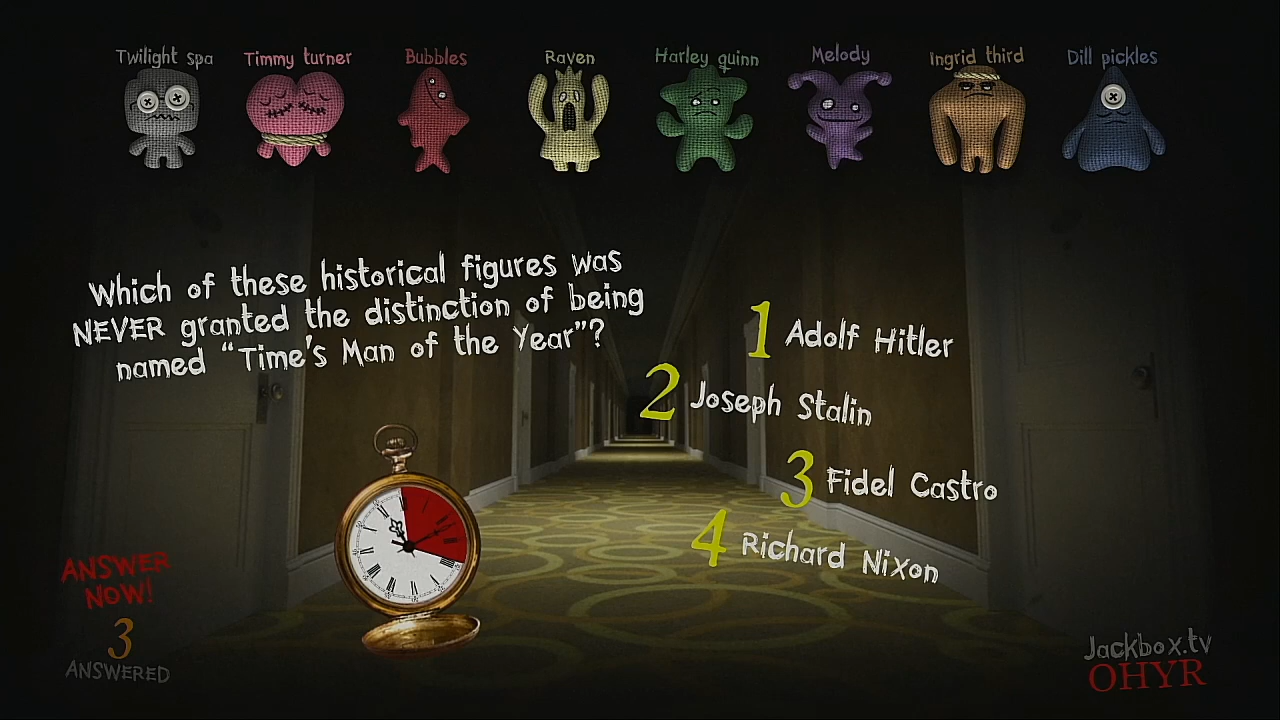 Twilight spa
Timmy turner
Bubbles
Raven
Harley quinn
Melody
Ingrid third
Dill pickles
Which of these historical figures was
NEVER granted the distinction of being
named “Time's Man of the Year”?
1 Adolf Hitler
2 Joseph Stalin
3 Fidel Castro
4 Richard Nixon
ANSWER
NOW!
3
ANSWERED
Jackbox.tv
OHYR